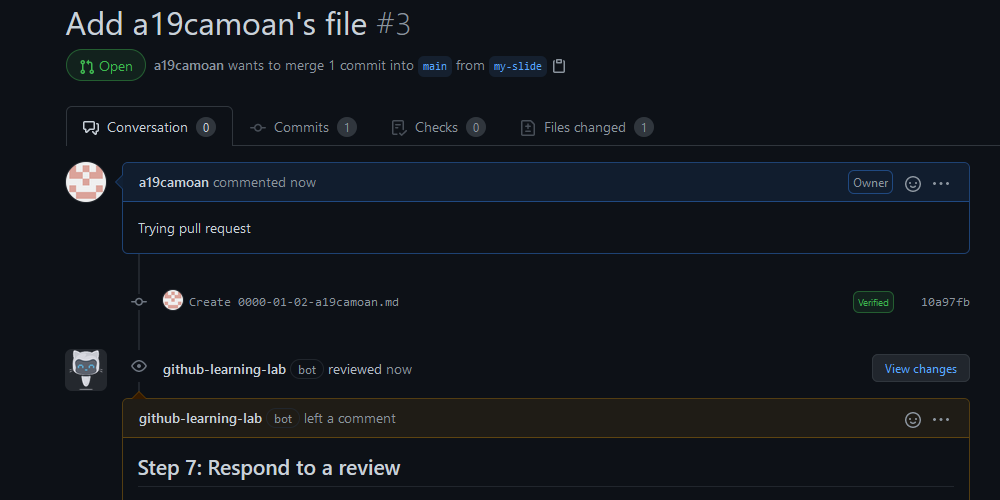 Add a19camoan's file #3
Open a19camoan wants to merge 1 commit into main from my-slide
Conversation 0 Commits 1 Checks 0 Files changed 1
a19camoan commented now Owner
Trying pull request
Create 0000-01-02-a19camoan.md Verified 10a97fb
github-learning-lab bot reviewed now View changes
github-learning-lab bot left a comment
Step 7: Respond to a review